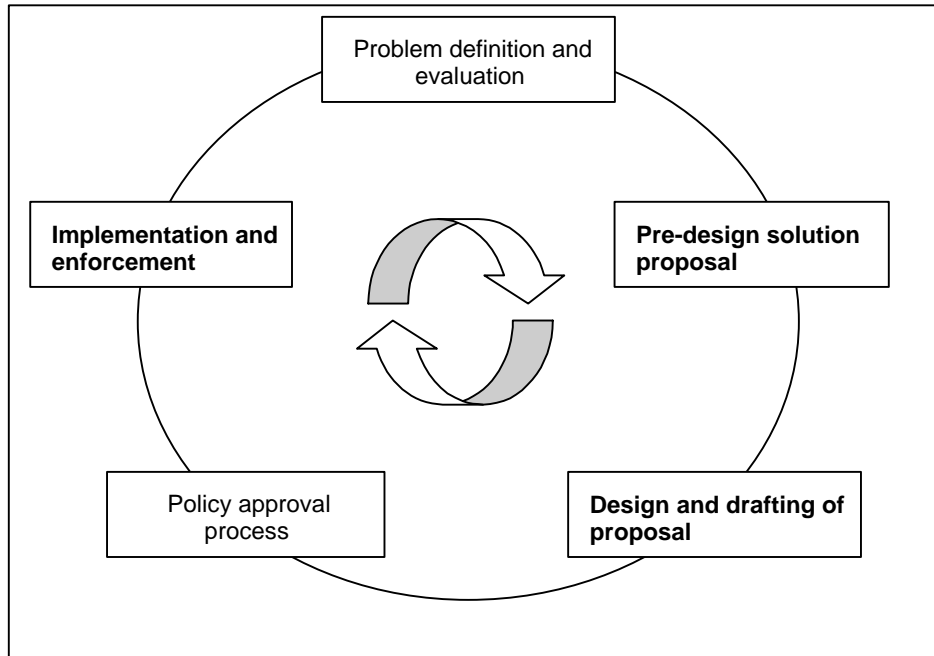 Problem definition and
evaluation
Implementation and
enforcement
Pre-design solution
proposal
Policy approval
process
Design and drafting of
proposal